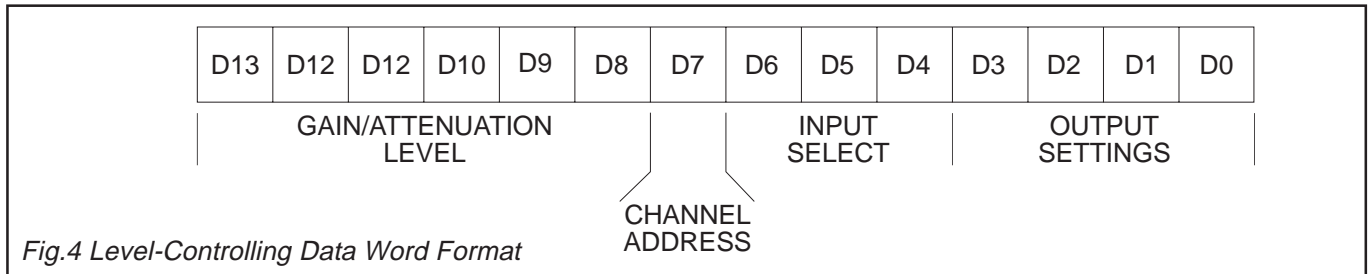 D13 D12 D12 D10 D9 D8 D7 D6 D5 D4 D3 D2 D1 D0
GAIN/ATTENUATION
LEVEL
INPUT
SELECT
OUTPUT
SETTINGS
CHANNEL
ADDRESS
Fig.4 Level-Controlling Data Word Format